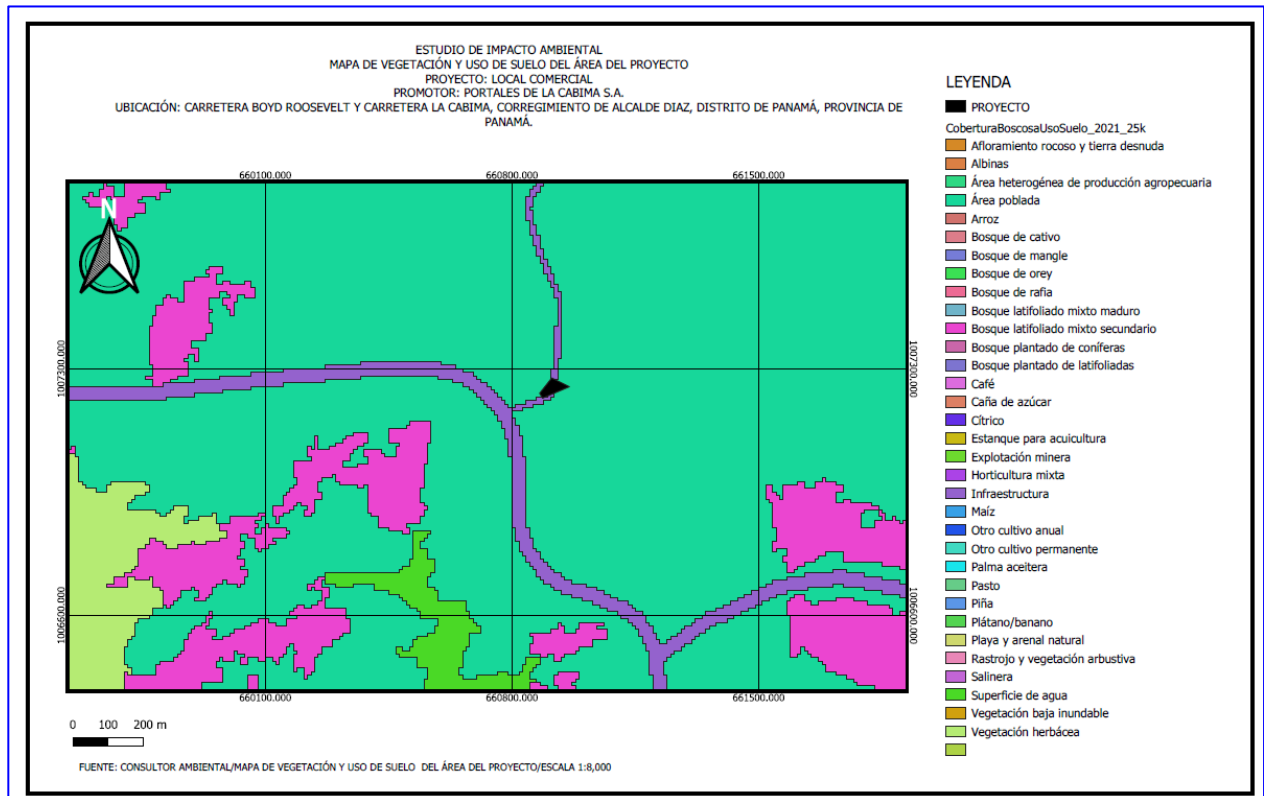 ESTUDIO DE IMPACTO AMBIENTAL
MAPA DE VEGETACIÓN Y USO DE SUELO DEL ÁREA DEL PROYECTO
PROYECTO: LOCAL COMERCIAL
PROMOTOR: PORTALES DE LA CABIMA S.A.
UBICACIÓN: CARRETERA BOYD ROOSEVELT Y CARRETERA LA CABIMA, CORREGIMIENTO DE ALCALDE DIAZ, DISTRITO DE PANAMÁ, PROVINCIA DE
PANAMÁ.
660100.000 660800.000 661500.000
N
1007300.000 1007300.000
1006600.000 1006600.000
660100.000 660800.000 661500.000
0 100 200 m
FUENTE: CONSULTOR AMBIENTAL/MAPA DE VEGETACIÓN Y USO DE SUELO DEL ÁREA DEL PROYECTO/ESCALA 1:8,000
LEYENDA
PROYECTO
CoberturaBoscosaUsoSuelo_2021_25k
Afloramiento rocoso y tierra desnuda
Albinas
Área heterogénea de producción agropecuaria
Área poblada
Arroz
Bosque de cativo
Bosque de mangle
Bosque de orey
Bosque de rafia
Bosque latifoliado mixto maduro
Bosque latifoliado mixto secundario
Bosque plantado de coníferas
Bosque plantado de latifoliadas
Café
Caña de azúcar
Cítrico
Estanque para acuicultura
Explotación minera
Horticultura mixta
Infraestructura
Maíz
Otro cultivo anual
Otro cultivo permanente
Palma aceitera
Pasto
Piña
Plátano/banano
Playa y arenal natural
Rastrojo y vegetación arbustiva
Salinera
Superficie de agua
Vegetación baja inundable
Vegetación herbácea